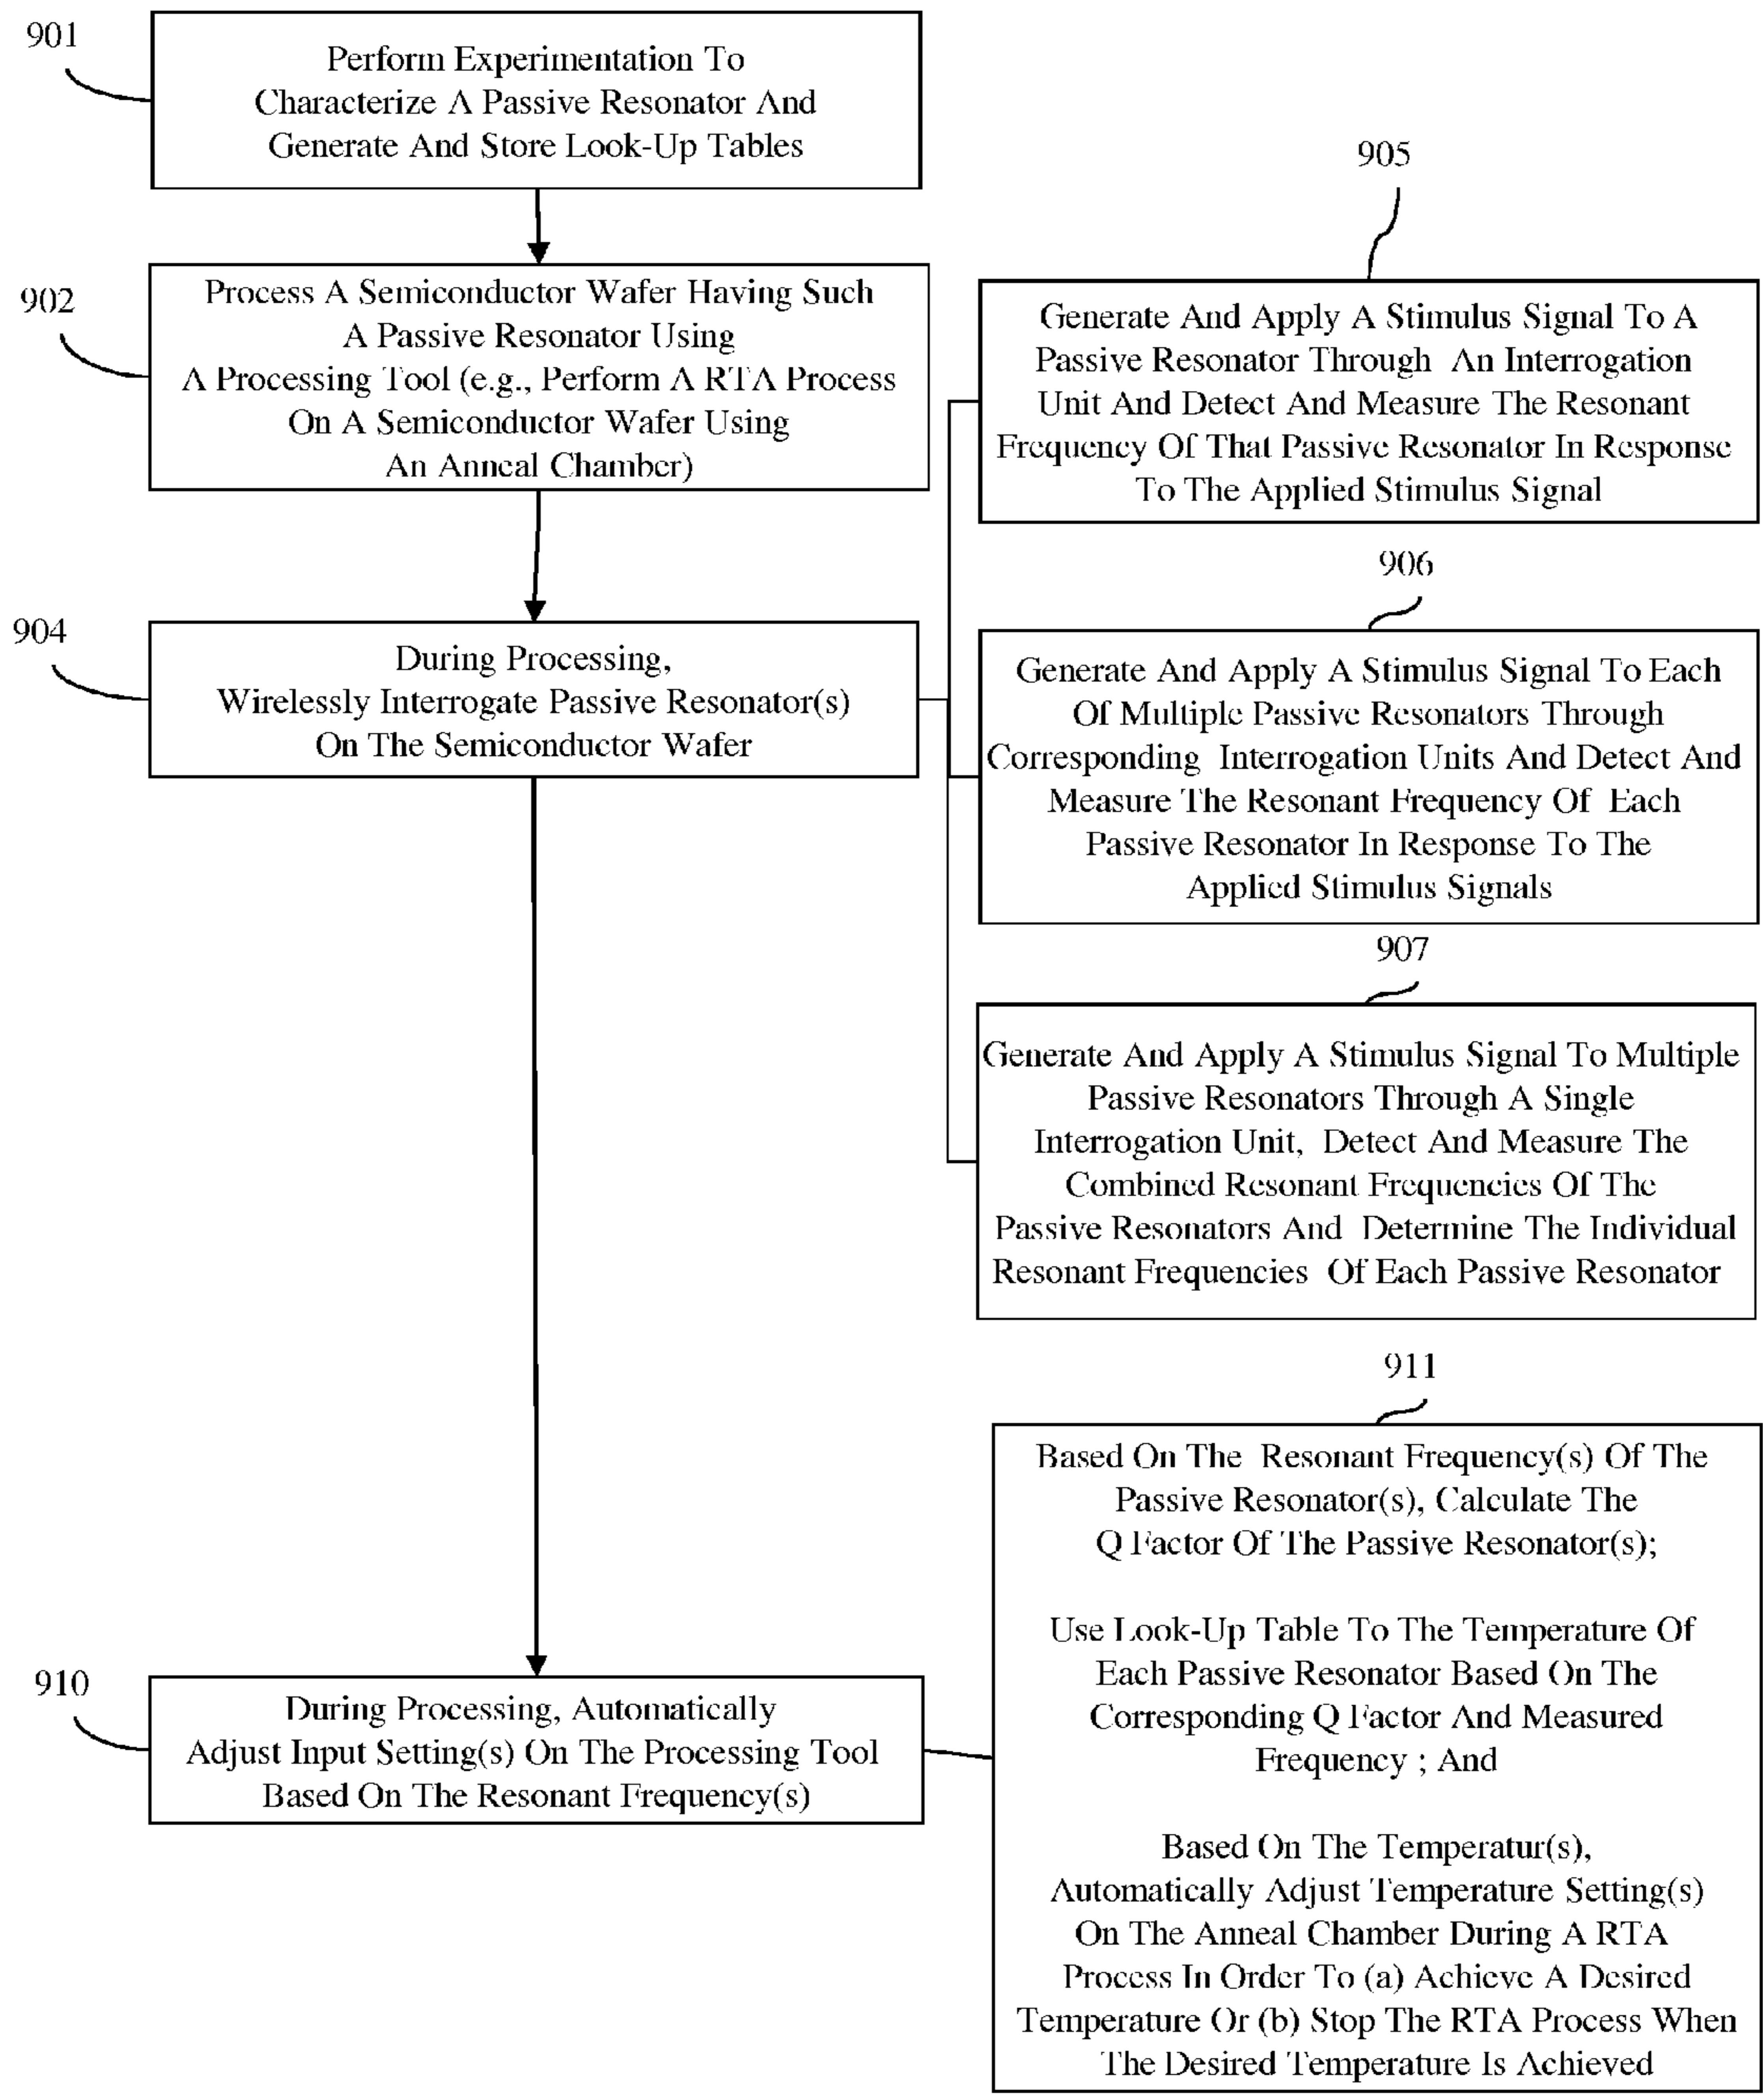 901
Perform Experimentation To
Characterize A Passive Resonator And
Generate And Store Look-Up Tables
902
Process A Semiconductor Wafer Having Such
A Passive Resonator Using
A Processing Tool (e.g., Perform A RTA Process
On A Semiconductor Wafer Using
An Anneal Chamber)
904
During Processing,
Wirelessly Interrogate Passive Resonator(s)
On The Semiconductor Wafer
905
Generate And Apply A Stimulus Signal To A
Passive Resonator Through An Interrogation
Unit And Detect And Measure The Resonant
Frequency Of That Passive Resonator In Response
To The Applied Stimulus Signal
906
Generate And Apply A Stimulus Signal To Each
Of Multiple Passive Resonators Through
Corresponding Interrogation Units And Detect And
Measure The Resonant Frequency Of Each
Passive Resonator In Response To The
Applied Stimulus Signals
907
Generate And Apply A Stimulus Signal To Multiple
Passive Resonators Through A Single
Interrogation Unit, Detect And Measure The
Combined Resonant Frequencies Of The
Passive Resonators And Determine The Individual
Resonant Frequencies Of Each Passive Resonator
910
During Processing, Automatically
Adjust Input Setting(s) On The Processing Tool
Based On The Resonant Frequency(s)
911
Based On The Resonant Frequency(s) Of The
Passive Resonator(s), Calculate The
Q Factor Of The Passive Resonator(s);
Use Look-Up Table To The Temperature Of
Each Passive Resonator Based On The
Corresponding Q Factor And Measured
Frequency ; And
Based On The Temperatur(s),
Automatically Adjust Temperature Setting(s)
On The Anneal Chamber During A RTA
Process In Order To (a) Achieve A Desired
Temperature Or (b) Stop The RTA Process When
The Desired Temperature Is Achieved